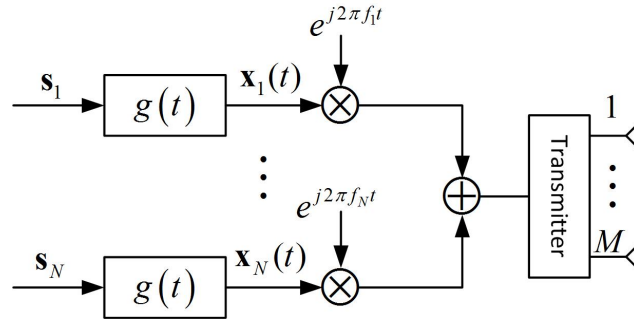 e^{j2πf_1t}
s_1
g(t)
x_1(t)
1
Transmitter
e^{j2πf_Nt}
s_N
g(t)
x_N(t)
M